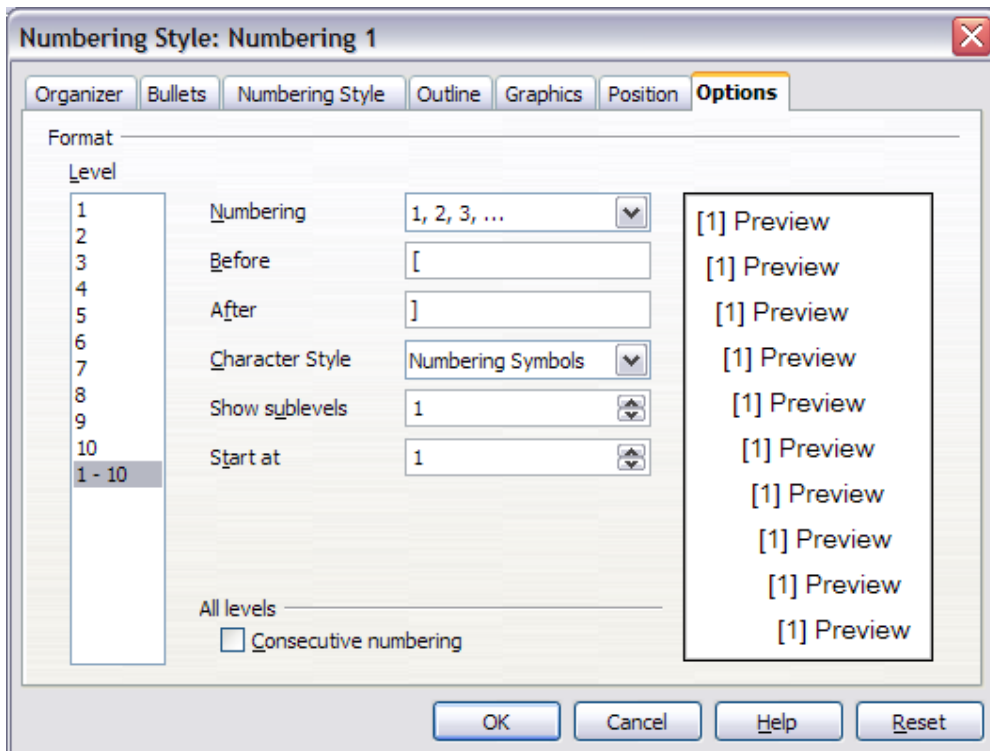 Numbering Style: Numbering 1
Organizer Bullets Numbering Style Outline Graphics Position Options
Format
Level
1
2
3
4
5
6
7
8
9
10
1 - 10
Numbering 1, 2, 3, ...
Before [
After ]
Character Style Numbering Symbols
Show sublevels 1
Start at 1
All levels
Consecutive numbering
[1] Preview
[1] Preview
[1] Preview
[1] Preview
[1] Preview
[1] Preview
[1] Preview
[1] Preview
[1] Preview
[1] Preview
OK Cancel Help Reset